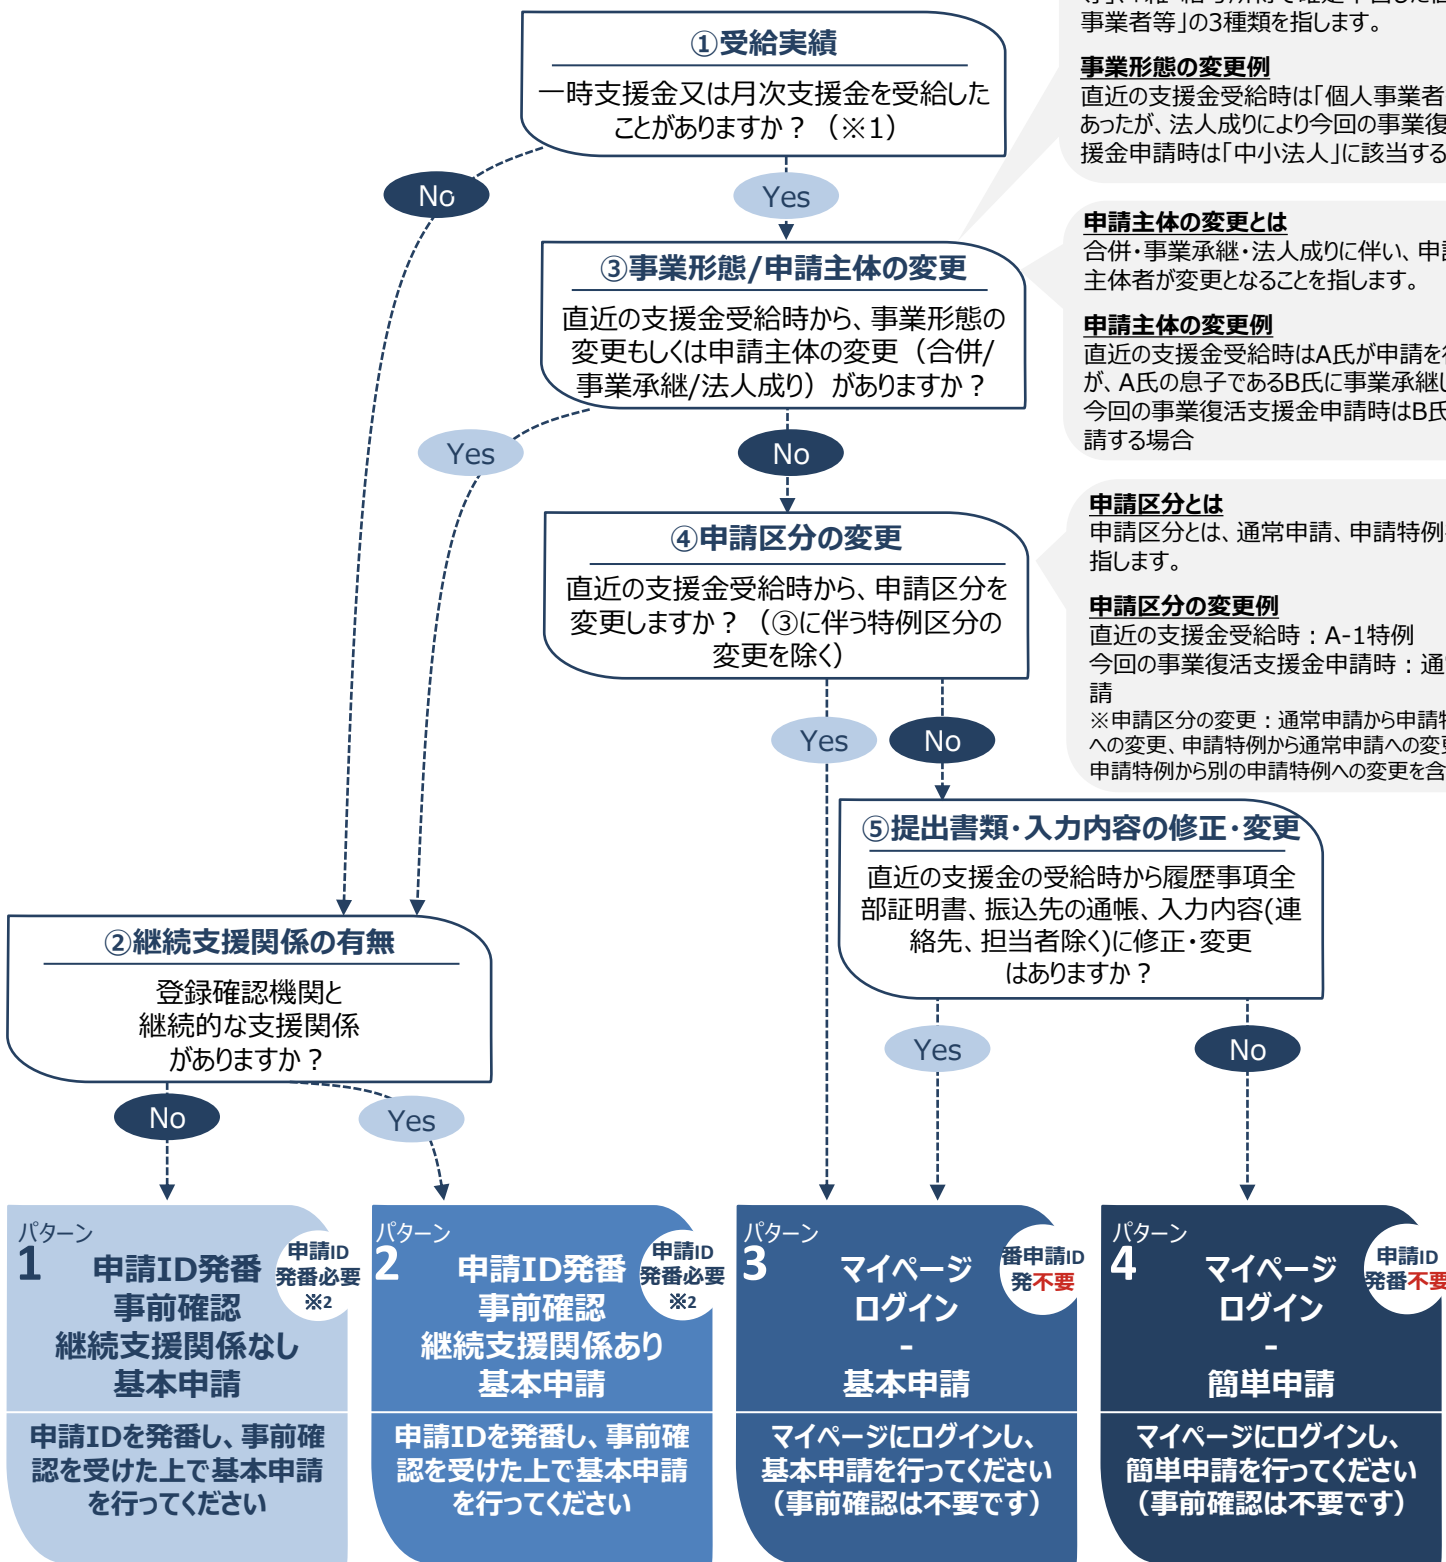 ①受給実績
一時支援金又は月次支援金を受給した
ことがありますか？（※1）
No
Yes
事業者等」の3種類を指します。
事業形態の変更例
直近の支援金受給時は「個人事業者
あったが、法人成りにより今回の事業復
援金申請時は「中小法人」に該当する
③事業形態/申請主体の変更
直近の支援金受給時から、事業形態の
変更もしくは申請主体の変更（合併/
事業承継/法人成り）がありますか？
Yes
No
申請主体の変更とは
合併・事業承継・法人成りに伴い、申請
主体者が変更となることを指します。
申請主体の変更例
直近の支援金受給時はA氏が申請を
が、A氏の息子であるB氏に事業承継し
今回の事業復活支援金申請時はB氏
請する場合
④申請区分の変更
直近の支援金受給時から、申請区分を
変更しますか？（③に伴う特例区分の
変更を除く）
Yes
No
申請区分とは
申請区分とは、通常申請、申請特例
指します。
申請区分の変更例
直近の支援金受給時：A-1特例
今回の事業復活支援金申請時：通
請
※申請区分の変更：通常申請から申請特
への変更、申請特例から通常申請への変更
申請特例から別の申請特例への変更を含
⑤提出書類・入力内容の修正・変更
直近の支援金の受給時から履歴事項全
部証明書、振込先の通帳、入力内容(連
絡先、担当者除く)に修正・変更
はありますか？
Yes
No
②継続支援関係の有無
登録確認機関と
継続的な支援関係
がありますか？
No
Yes
パターン
1
申請ID発番
事前確認
継続支援関係なし
基本申請
申請ID
発番必要
※2
申請IDを発番し、事前確
認を受けた上で基本申請
を行ってください
パターン
2
申請ID発番
事前確認
継続支援関係あり
基本申請
申請ID
発番必要
※2
申請IDを発番し、事前確
認を受けた上で基本申請
を行ってください
パターン
3
マイページ
ログイン
-
基本申請
番申請ID
発不要
マイページにログインし、
基本申請を行ってください
（事前確認は不要です）
パターン
4
マイページ
ログイン
-
簡単申請
申請ID
発番不要
マイページにログインし、
簡単申請を行ってください
（事前確認は不要です）